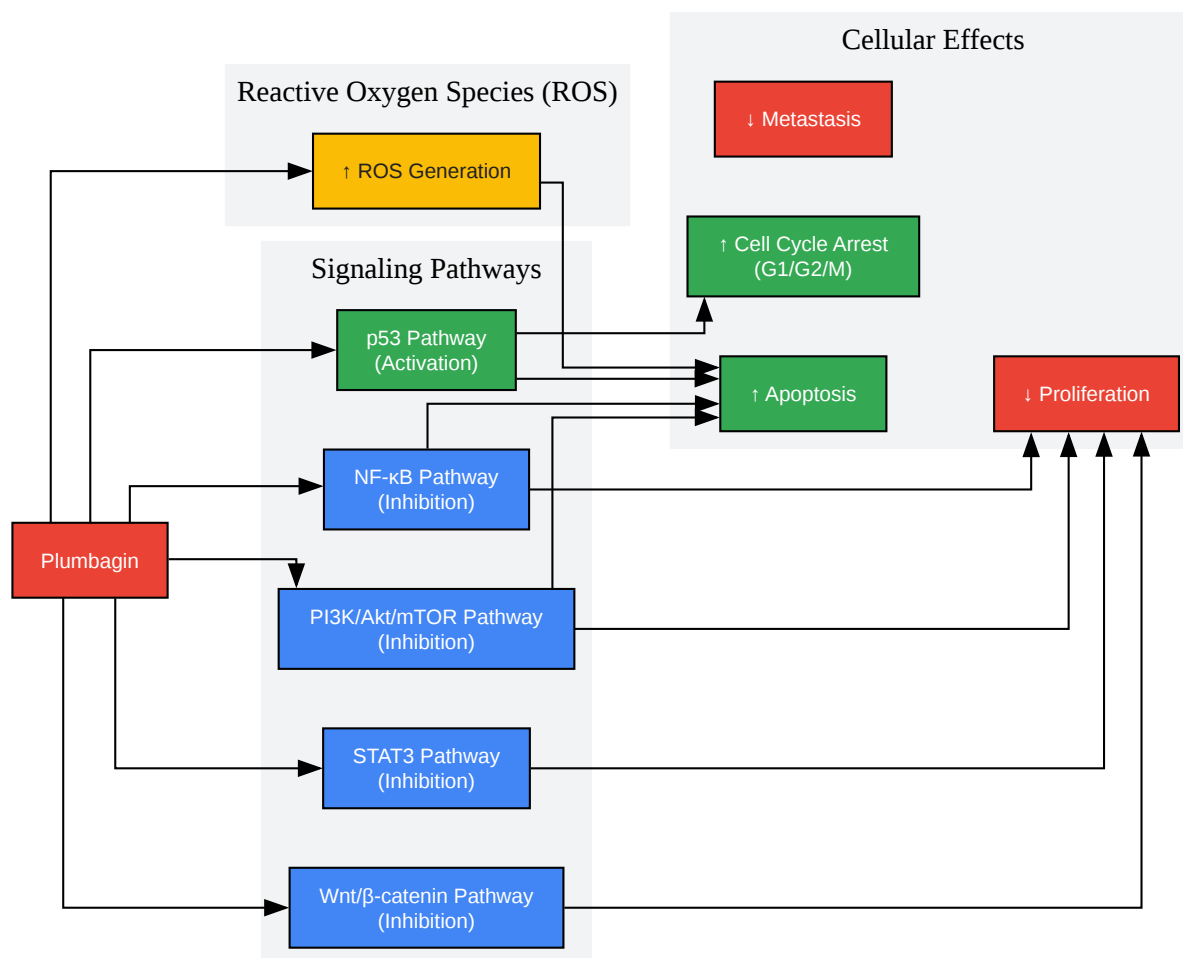 Cellular Effects
Reactive Oxygen Species (ROS)
↓ Metastasis
↑ ROS Generation
↑ Cell Cycle Arrest
(G1/G2/M)
Signaling Pathways
p53 Pathway
(Activation)
↑ Apoptosis
↓ Proliferation
NF-κB Pathway
(Inhibition)
Plumbagin
PI3K/Akt/mTOR Pathway
(Inhibition)
STAT3 Pathway
(Inhibition)
Wnt/β-catenin Pathway
(Inhibition)